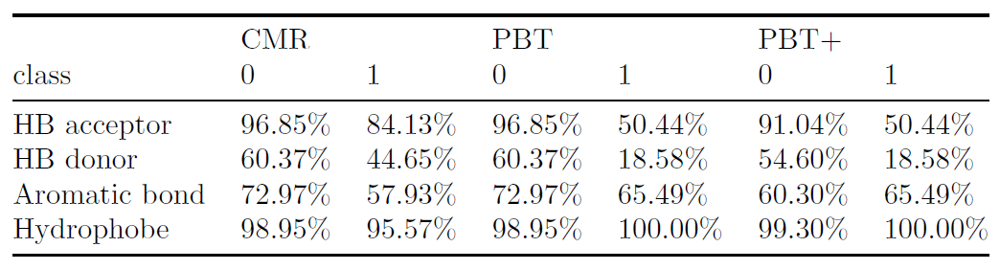 CMR PBT PBT+
class 0 1 0 1 0 1
HB acceptor 96.85% 84.13% 96.85% 50.44% 91.04% 50.44%
HB donor 60.37% 44.65% 60.37% 18.58% 54.60% 18.58%
Aromatic bond 72.97% 57.93% 72.97% 65.49% 60.30% 65.49%
Hydrophobe 98.95% 95.57% 98.95% 100.00% 99.30% 100.00%